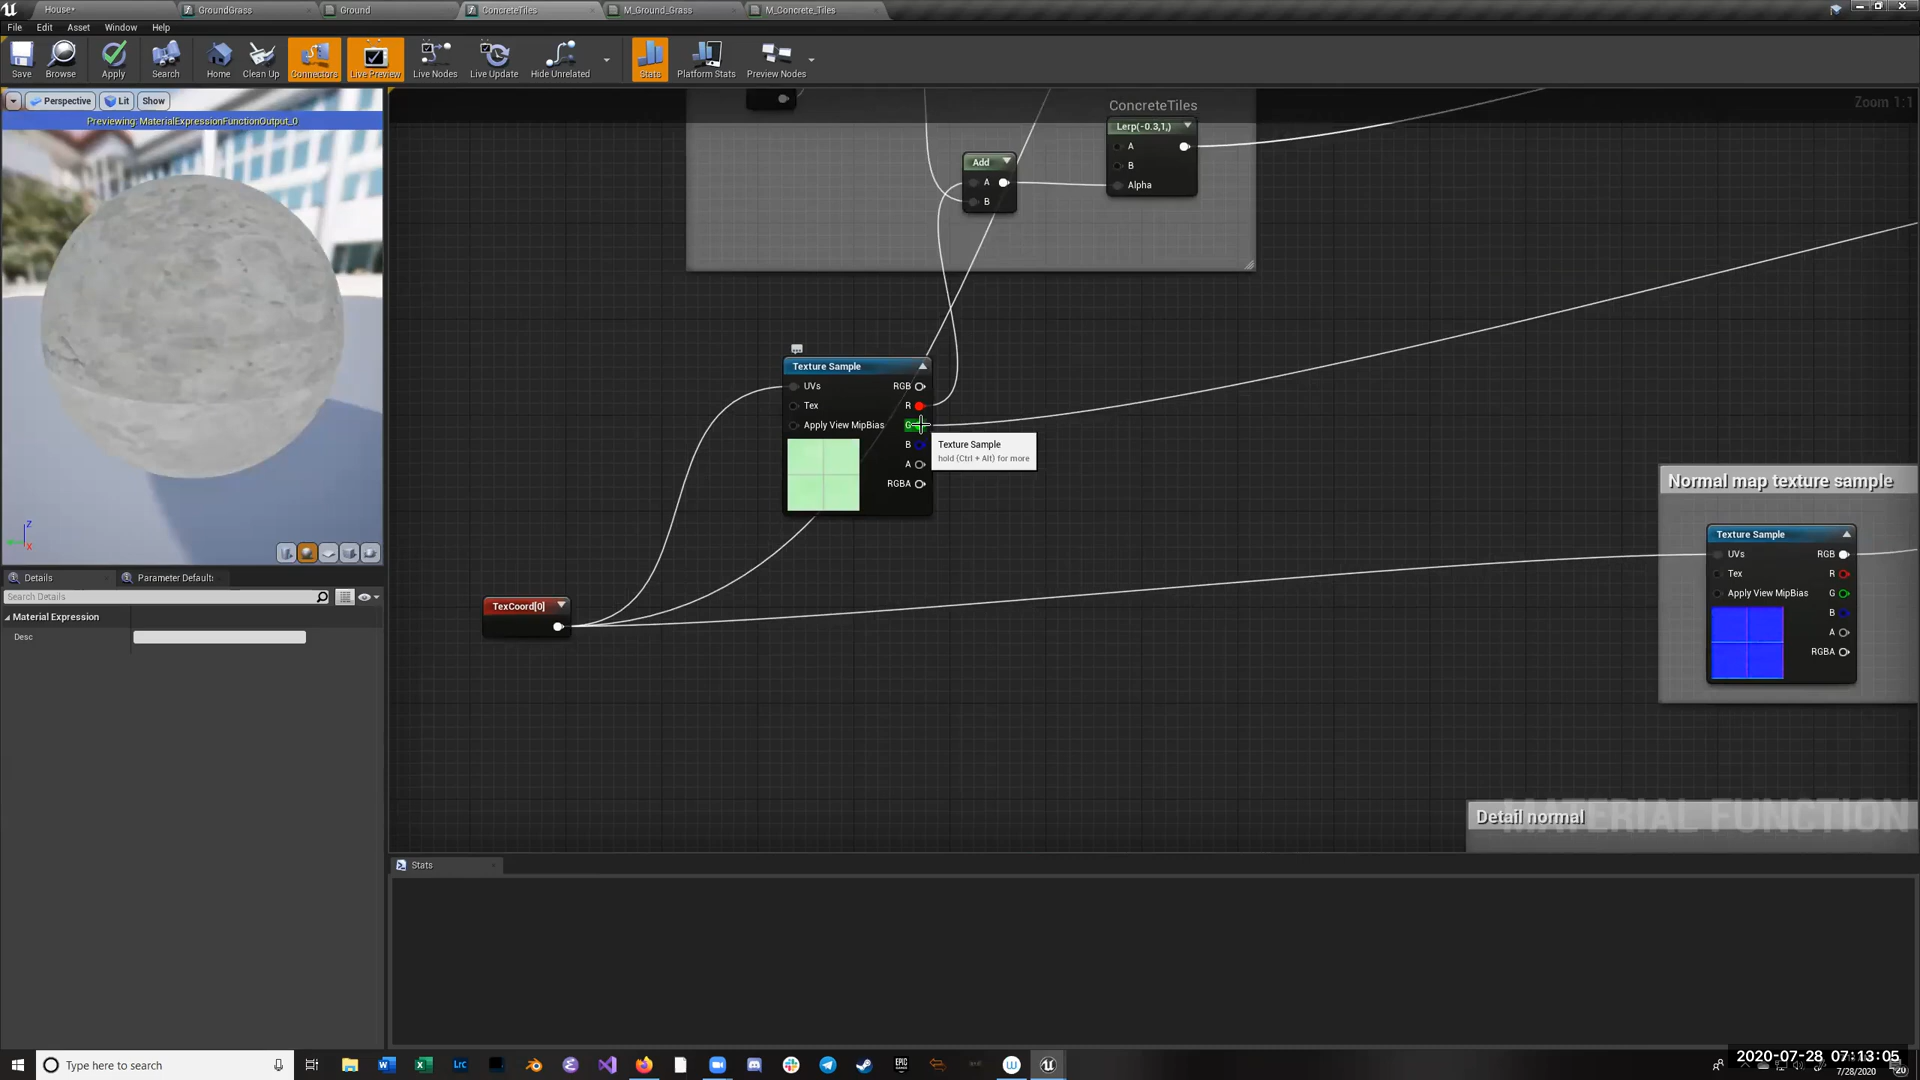 House*
GroundGrass
Ground
ConcreteTiles
M_Ground_Grass
M_Concrete_Tiles
File Edit Asset Window Help
Save
Browse
Apply
Search
Home
Clean Up
Connectors
Live Preview
Live Nodes
Live Update
Hide Unrelated
Stats
Platform Stats
Preview Nodes
Perspective
Lit
Show
Previewing: MaterialExpressionFunctionOutput_0
Zoom 1:1
ConcreteTiles
Lerp(-0.3,1,)
A
B
Alpha
Add
A
B
Texture Sample
UVs RGB
Tex R
Apply View MipBias G
B
A
RGBA
Texture Sample
hold (Ctrl + Alt) for more
TexCoord[0]
Normal map texture sample
Texture Sample
UVs RGB
Tex R
Apply View MipBias G
B
A
RGBA
Detail normal
MATERIAL FUNCTION
Z
X
Details
Parameter Default:
Search Details
Material Expression
Desc
Stats
Type here to search
Lrc
EPIC
GAMES
2020-07-28 07:13:05
7/28/2020
20